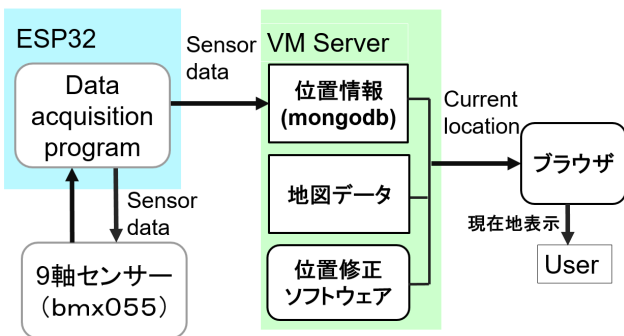 ESP32
Data
acquisition
program
Sensor
data
Sensor
data
9軸センサー
（bmx055）
VM Server
位置情報
(mongodb)
地図データ
位置修正
ソフトウェア
Current
location
ブラウザ
現在地表示
User